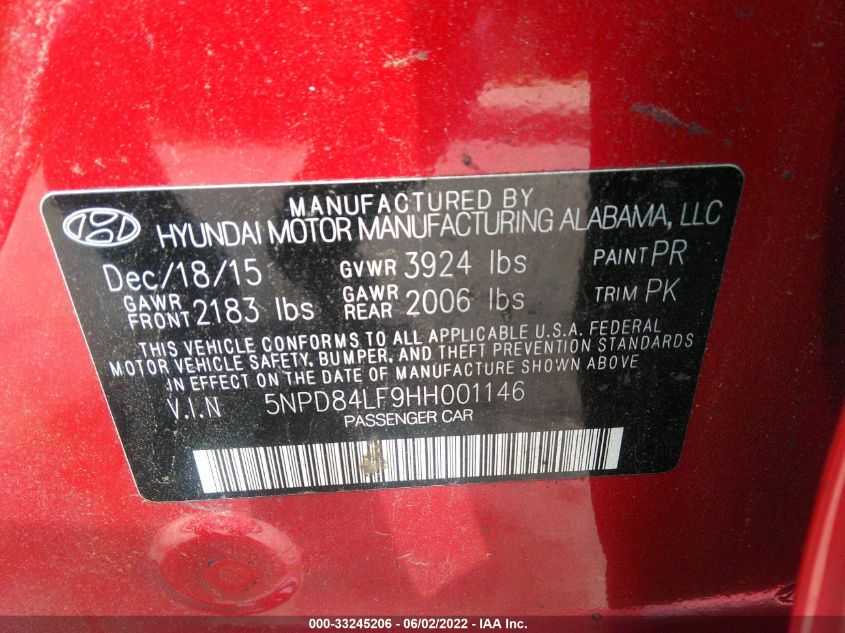 MANUFACTURED BY
HYUNDAI MOTOR MANUFACTURING ALABAMA, LLC
Dec/18/15 GVWR 3924 lbs PAINT PR
GAWR FRONT 2183 lbs GAWR REAR 2006 lbs TRIM PK
THIS VEHICLE CONFORMS TO ALL APPLICABLE U.S.A. FEDERAL
MOTOR VEHICLE SAFETY, BUMPER, AND THEFT PREVENTION STANDARDS
IN EFFECT ON THE DATE OF MANUFACTURE SHOWN ABOVE
V.I.N 5NPD84LF9HH001146
PASSENGER CAR
000-33245206 - 06/02/2022 - IAA Inc.